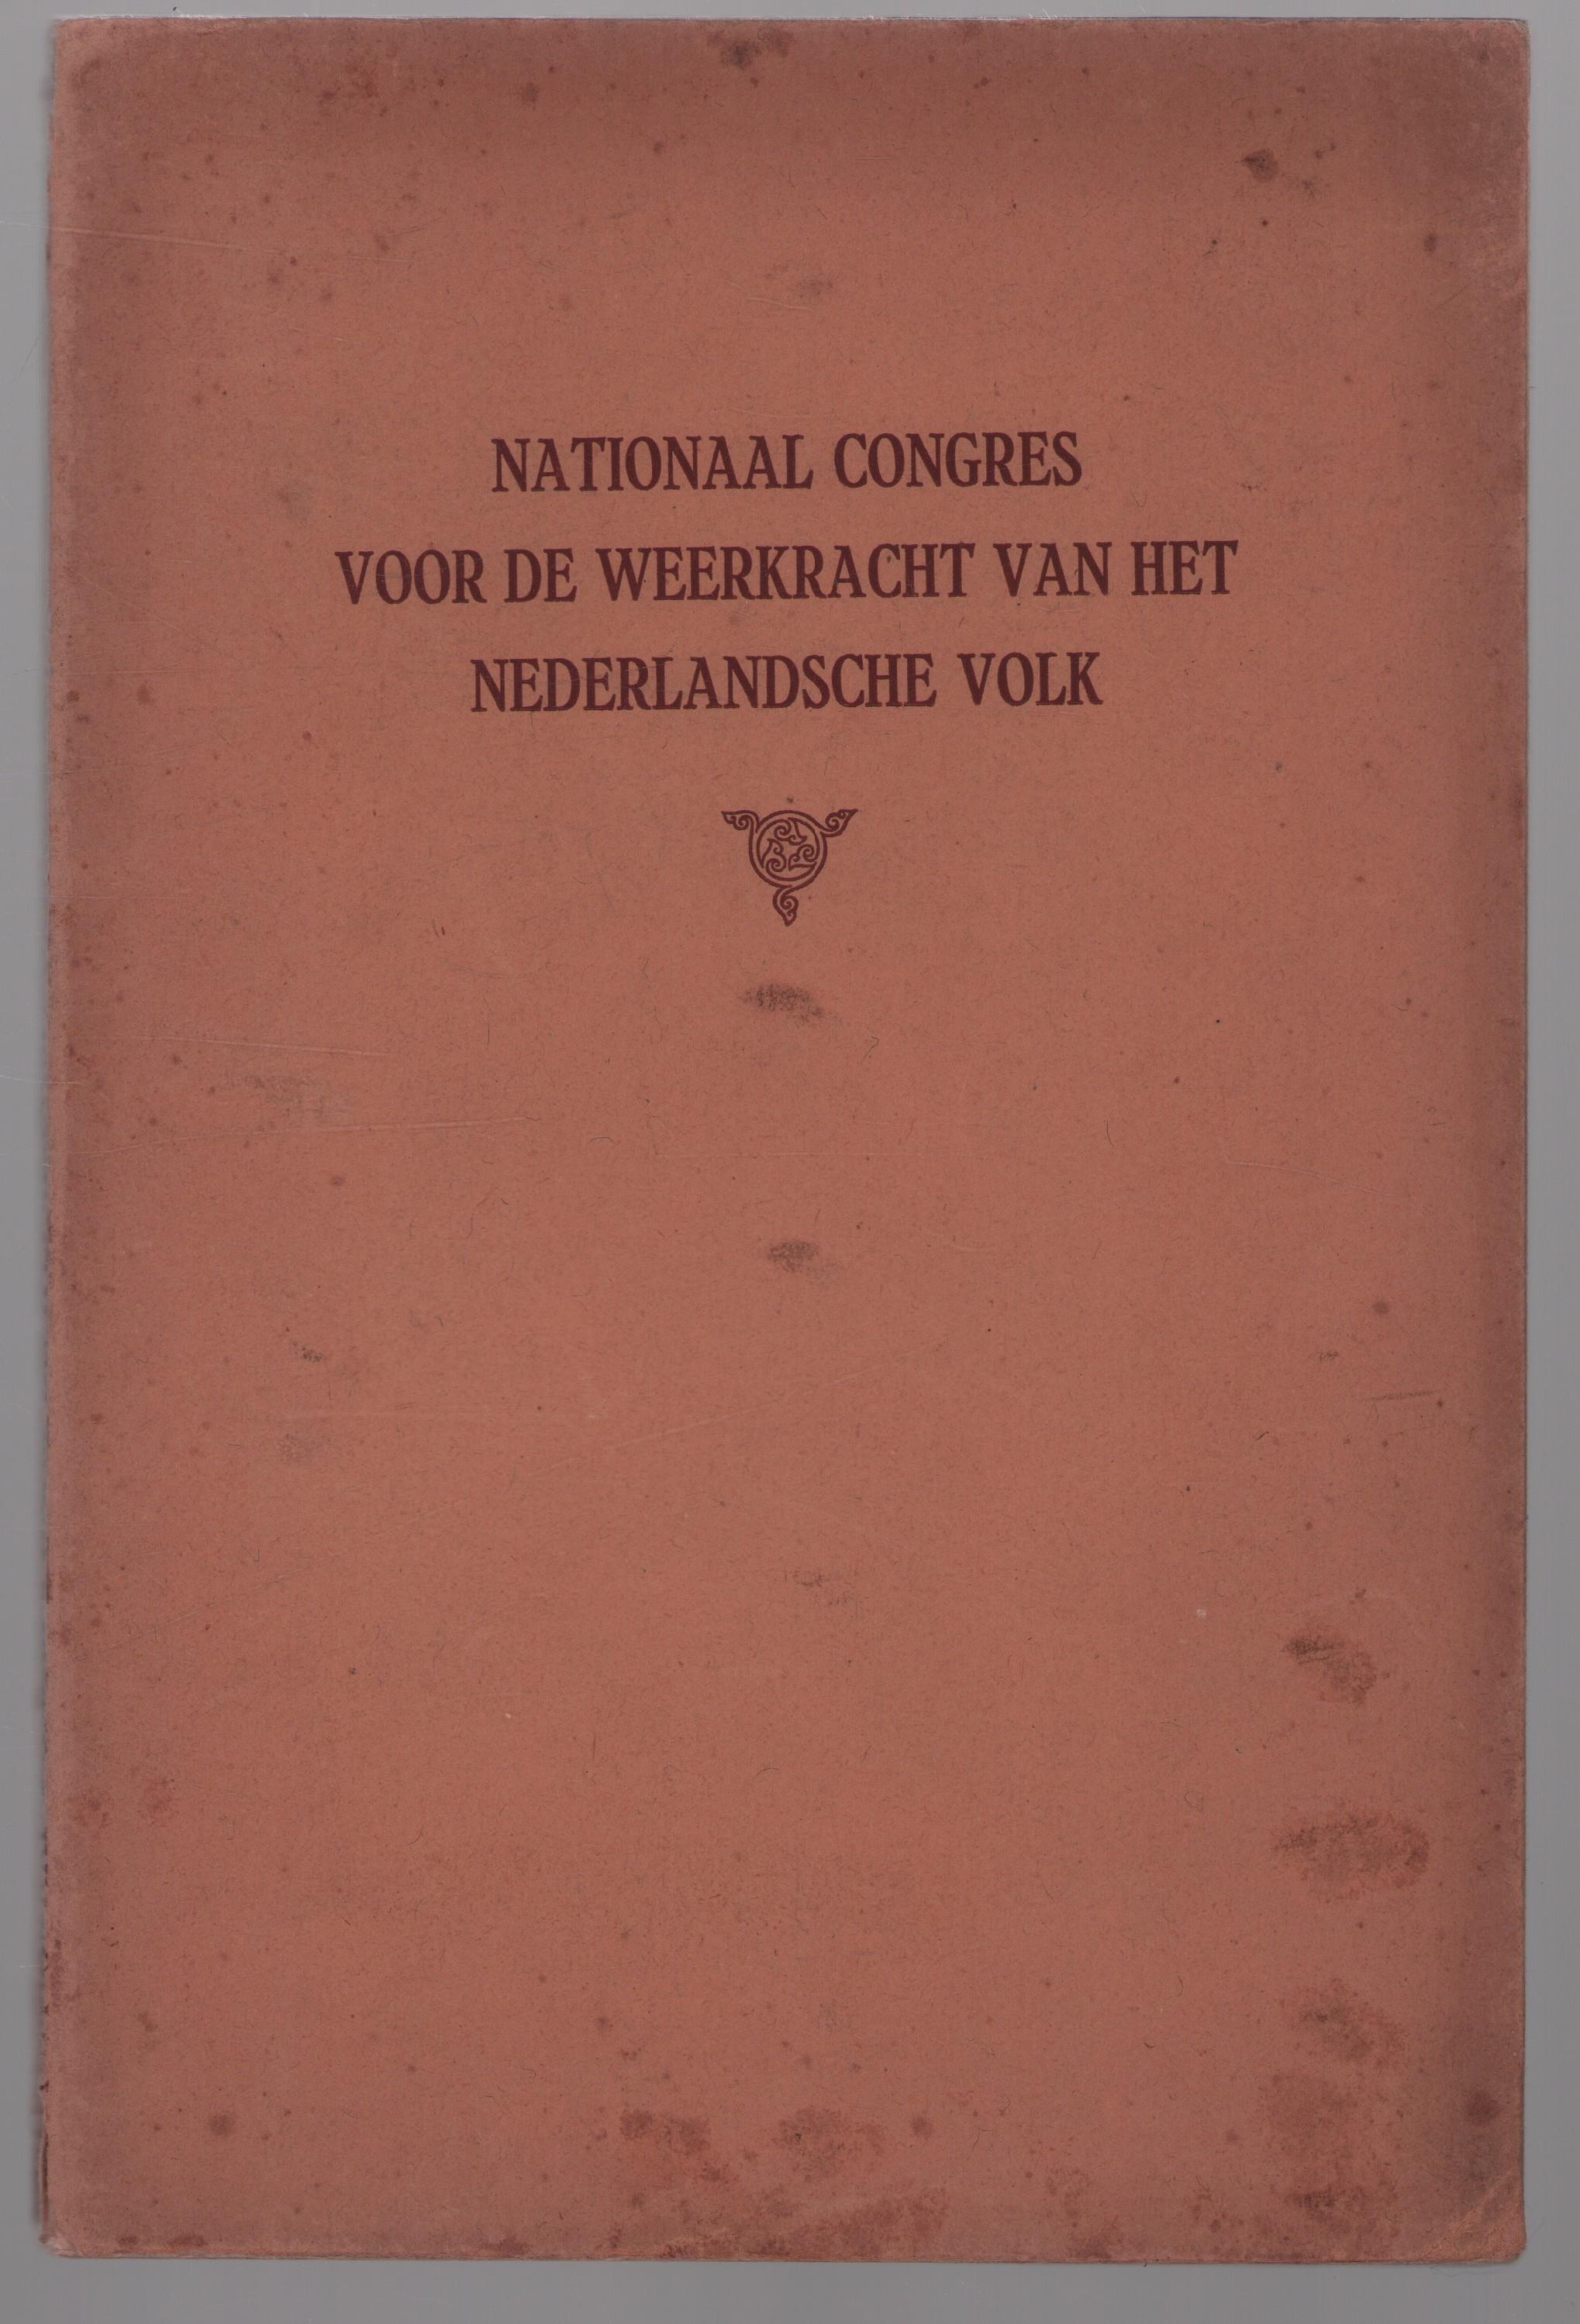 NATIONAAL CONGRES
VOOR DE WEERKRACHT VAN HET
NEDERLANDSCHE VOLK